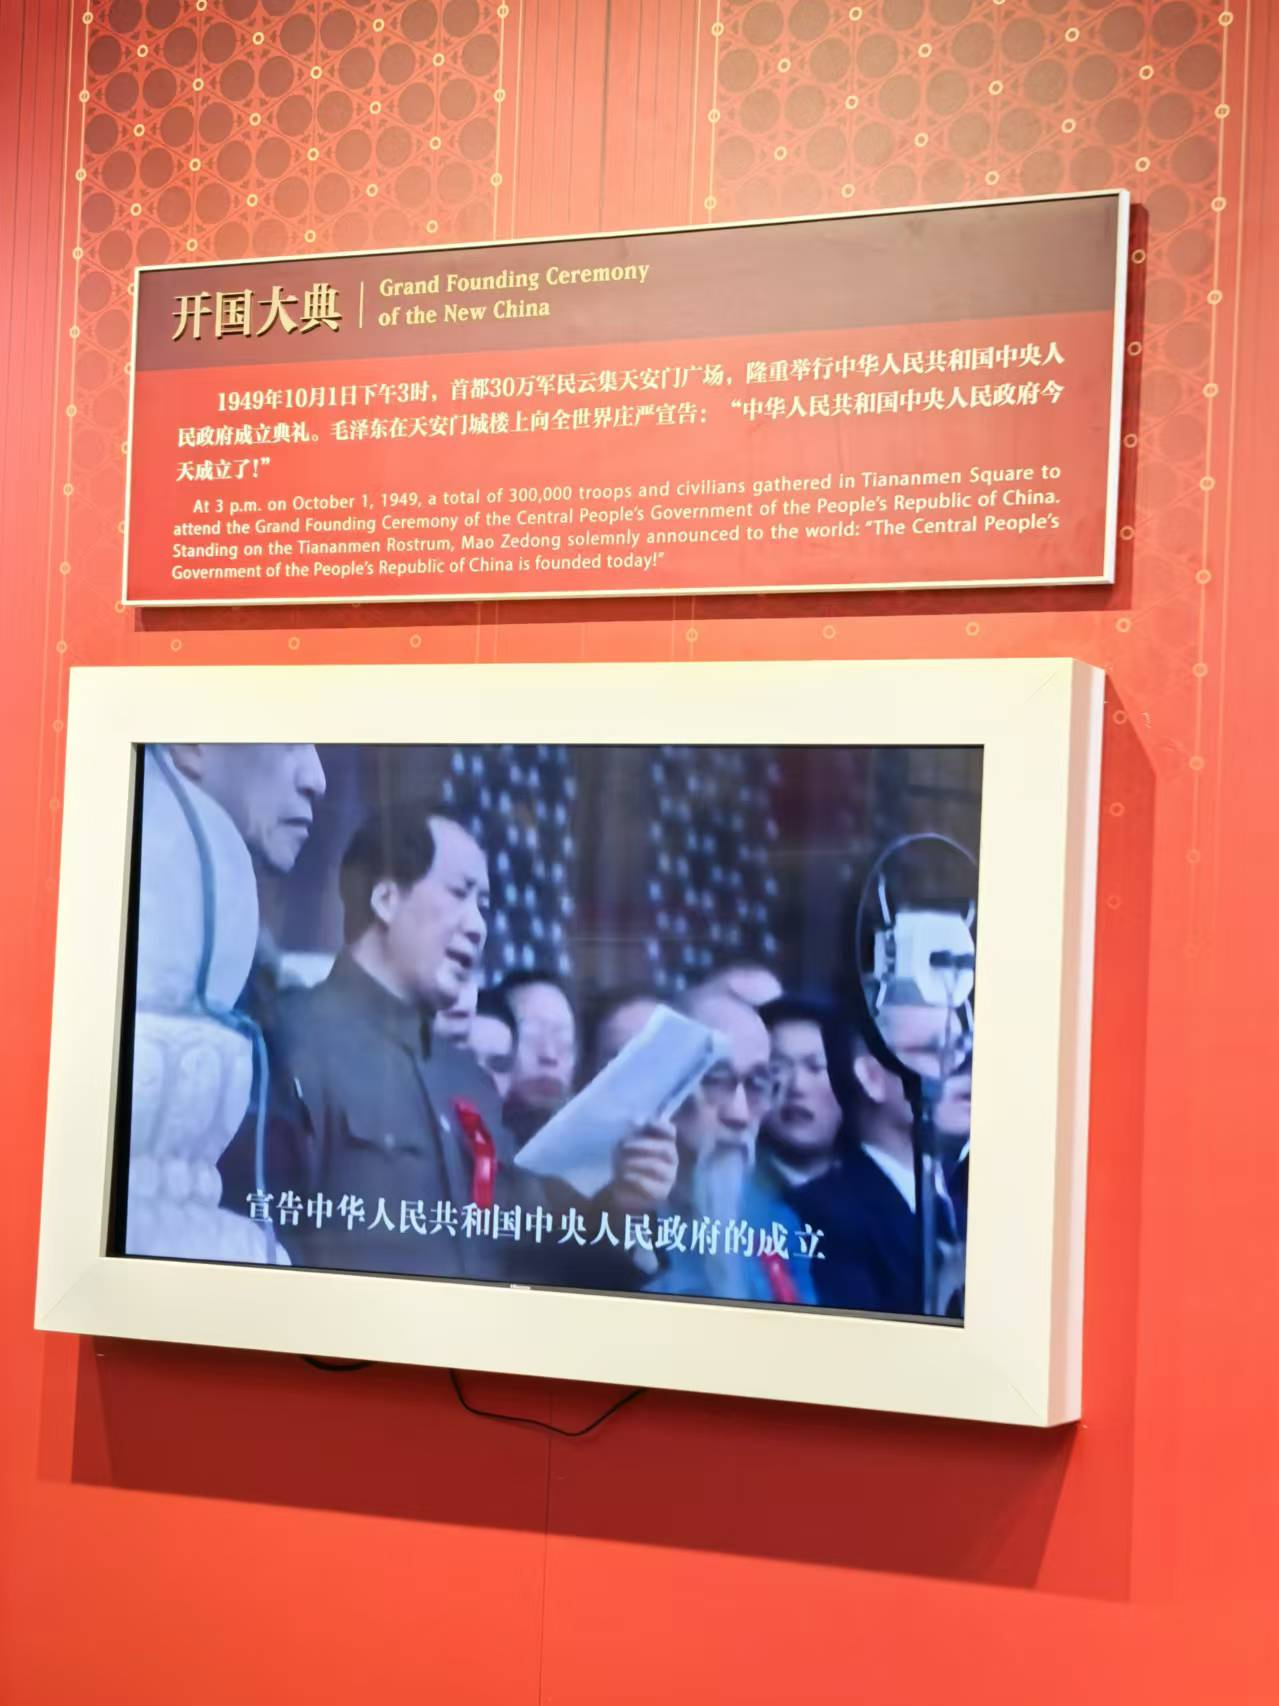 开国大典
Grand Founding Ceremony
of the New China
1949年10月1日下午3时，首都30万军民云集天安门广场，隆重举行中华人民共和国中央人
民政府成立典礼。毛泽东在天安门城楼上向全世界庄严宣告：“中华人民共和国中央人民政府今
天成立了!”
At 3 p.m. on October 1, 1949, a total of 300,000 troops and civilians gathered in Tiananmen Square to
attend the Grand Founding Ceremony of the Central People's Government of the People's Republic of China.
Standing on the Tiananmen Rostrum, Mao Zedong solemnly announced to the world: "The Central People's
Government of the People's Republic of China is founded today!"
宣告中华人民共和国中央人民政府的成立